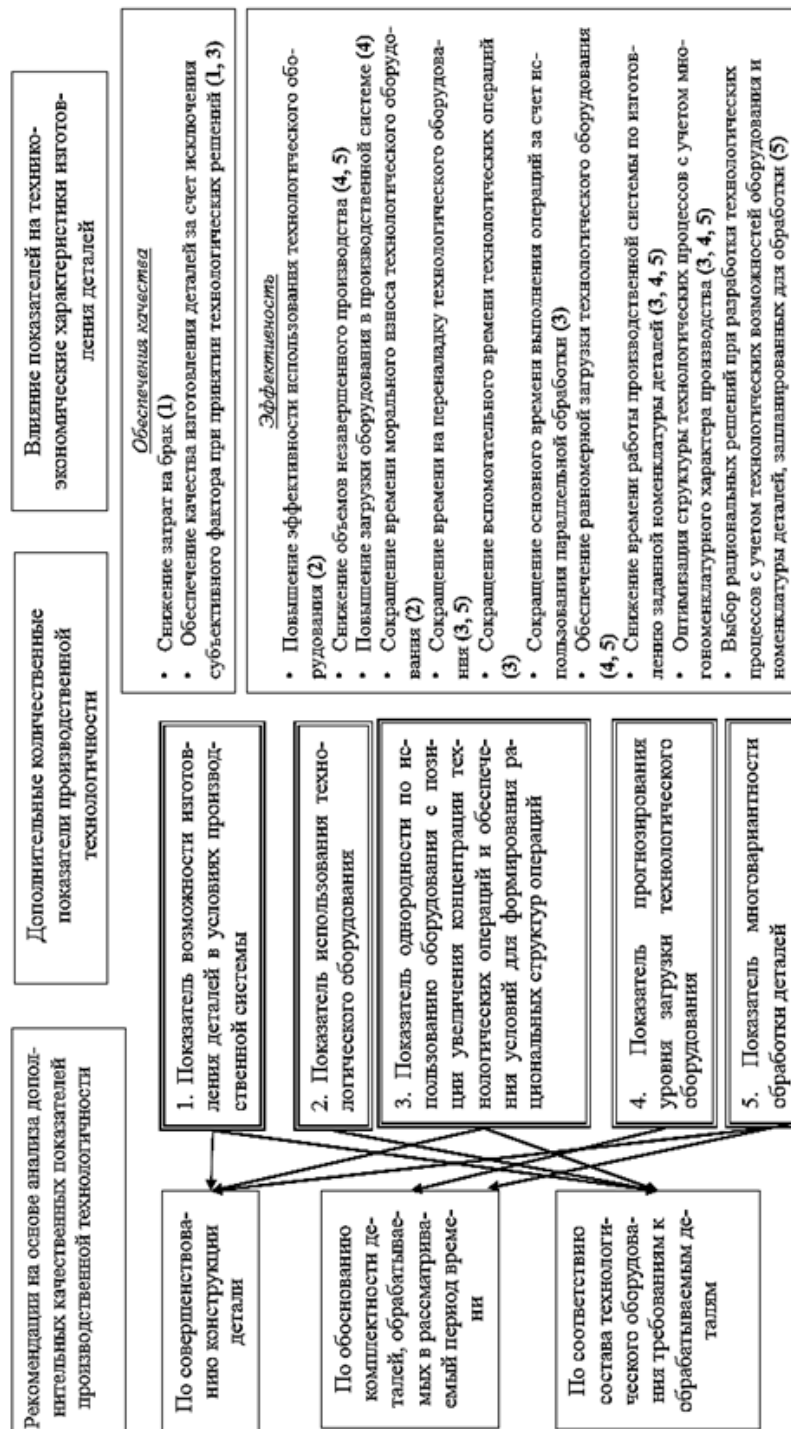 Рекомендации на основе анализа допол-
нительных качественных показателей
производственной технологичности
Дополнительные количественные
показатели производственной
технологичности
Влияние показателей на технико-
экономические характеристики изготов-
ления деталей
По совершенствова-
нию конструкции
детали
По обоснованию
комплектности де-
талей, обрабатывае-
мых в рассматрива-
емый период време-
ни
По соответствию
состава технологи-
ческого оборудова-
ния требованиям к
обрабатываемым де-
талям
1. Показатель возможности изготов-
ления деталей в условиях производ-
ственной системы
2. Показатель использования техно-
логического оборудования
3. Показатель однородности по ис-
пользованию оборудования с пози-
ции увеличения концентрации тех-
нологических операций и обеспече-
ния условий для формирования ра-
циональных структур операций
4. Показатель прогнозирования
уровня загрузки технологического
оборудования
5. Показатель многовариантности
обработки деталей
Обеспечения качества
• Снижение затрат на брак (1)
• Обеспечение качества изготовления деталей за счет исключения
субъективного фактора при принятии технологических решений (1, 3)
Эффективность
• Повышение эффективности использования технологического обо-
рудования (2)
• Снижение объемов незавершенного производства (4, 5)
• Повышение загрузки оборудования в производственной системе (4)
• Сокращение времени морального взноса технологического оборудо-
вания (2)
• Сокращение времени на переналадку технологического оборудова-
ния (3, 5)
• Сокращение вспомогательного времени технологических операций
(3)
• Сокращение основного времени выполнения операций за счет ис-
пользования параллельной обработки (3)
• Обеспечение равномерной загрузки технологического оборудования
(4, 5)
• Снижение времени работы производственной системы по изготов-
лению заданной номенклатуры деталей (3, 4, 5)
• Оптимизация структуры технологических процессов с учетом мно-
гономенклатурного характера производства (3, 4, 5)
• Выбор рациональных решений при разработки технологических
процессов с учетом технологических возможностей оборудования и
номенклатуры деталей, запланированных для обработки (5)